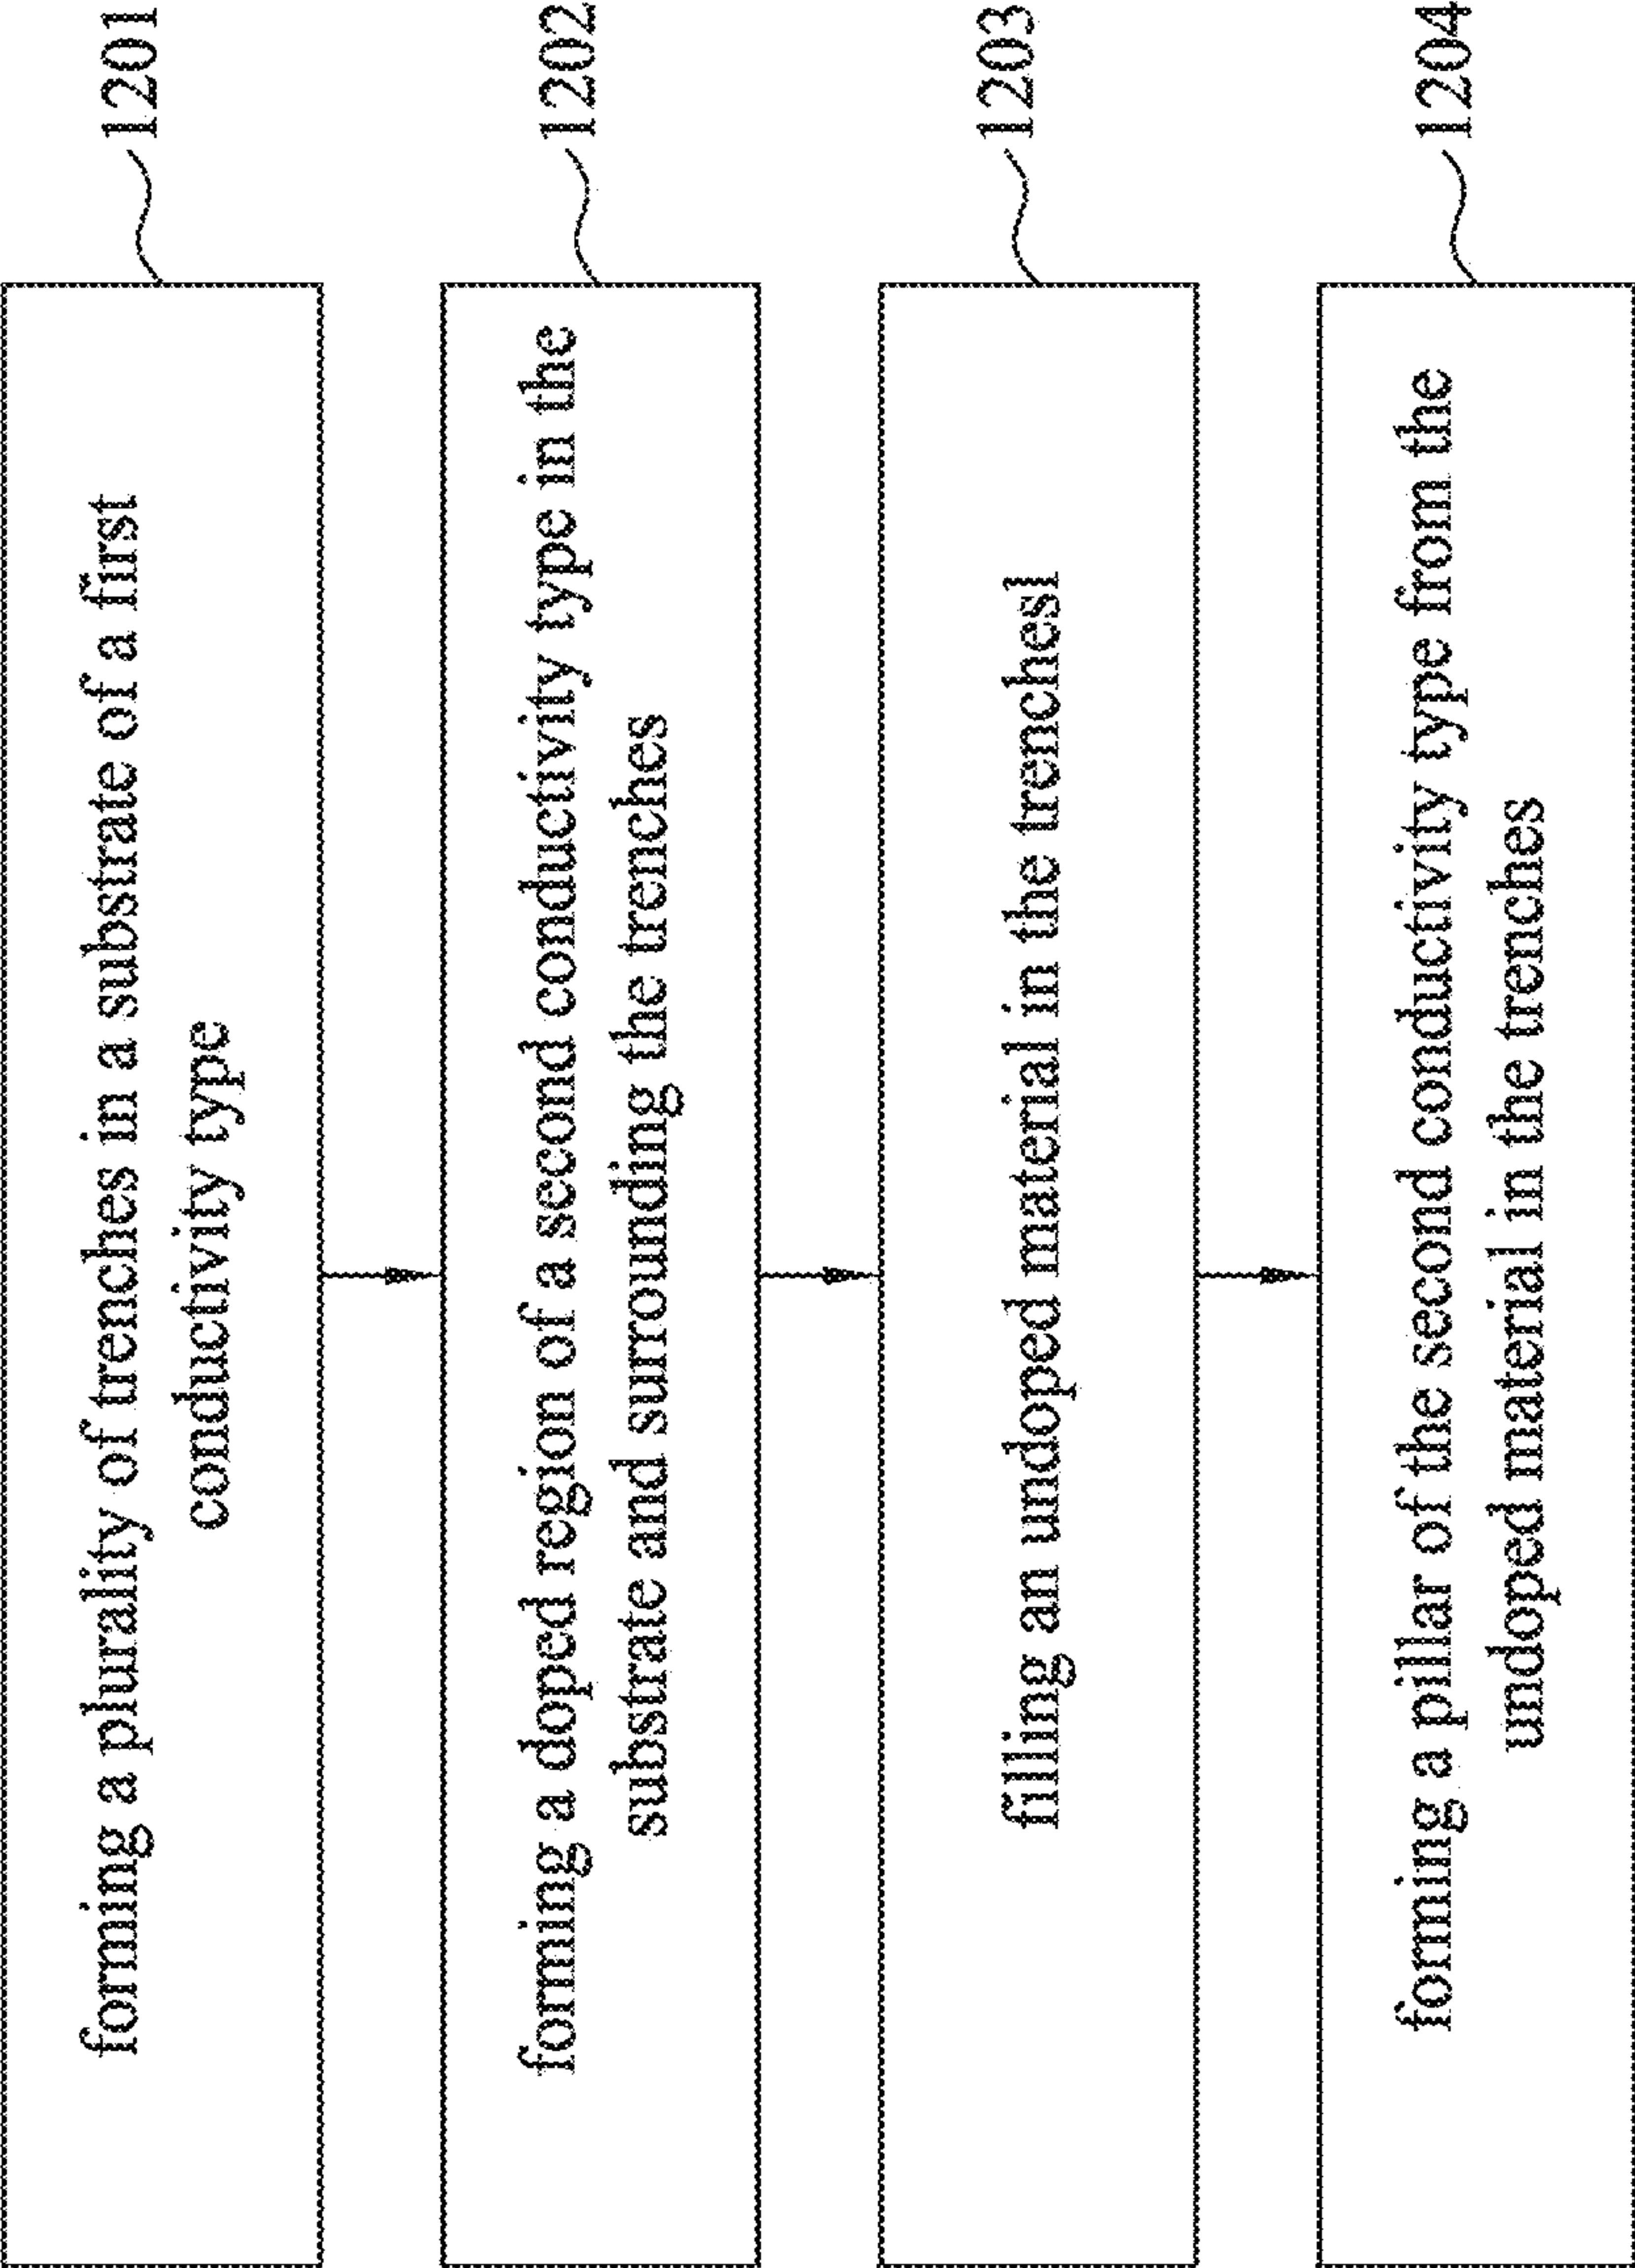 forming a plurality of trenches in a substrate of a first
conductivity type
1201
forming a doped region of a second conductivity type in the
substrate and surrounding the trenches
1202
filling an undoped material in the trenchesl
1203
forming a pillar of the second conductivity type from the
undoped material in the trenches
1204